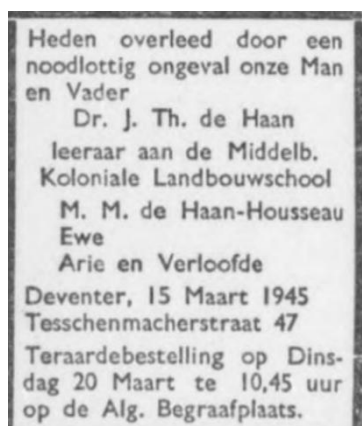 Heden overleed door een
noodlottig ongeval onze Man
en Vader
Dr. J. Th. de Haan
leeraar aan de Middelb.
Koloniale Landbouwschool
M. M. de Haan-Housseau
Ewe
Arie en Verloofde
Deventer, 15 Maart 1945
Tesschenmacherstraat 47
Teraardebestelling op Dins-
dag 20 Maart te 10,45 uur
op de Alg. Begraafplaats.